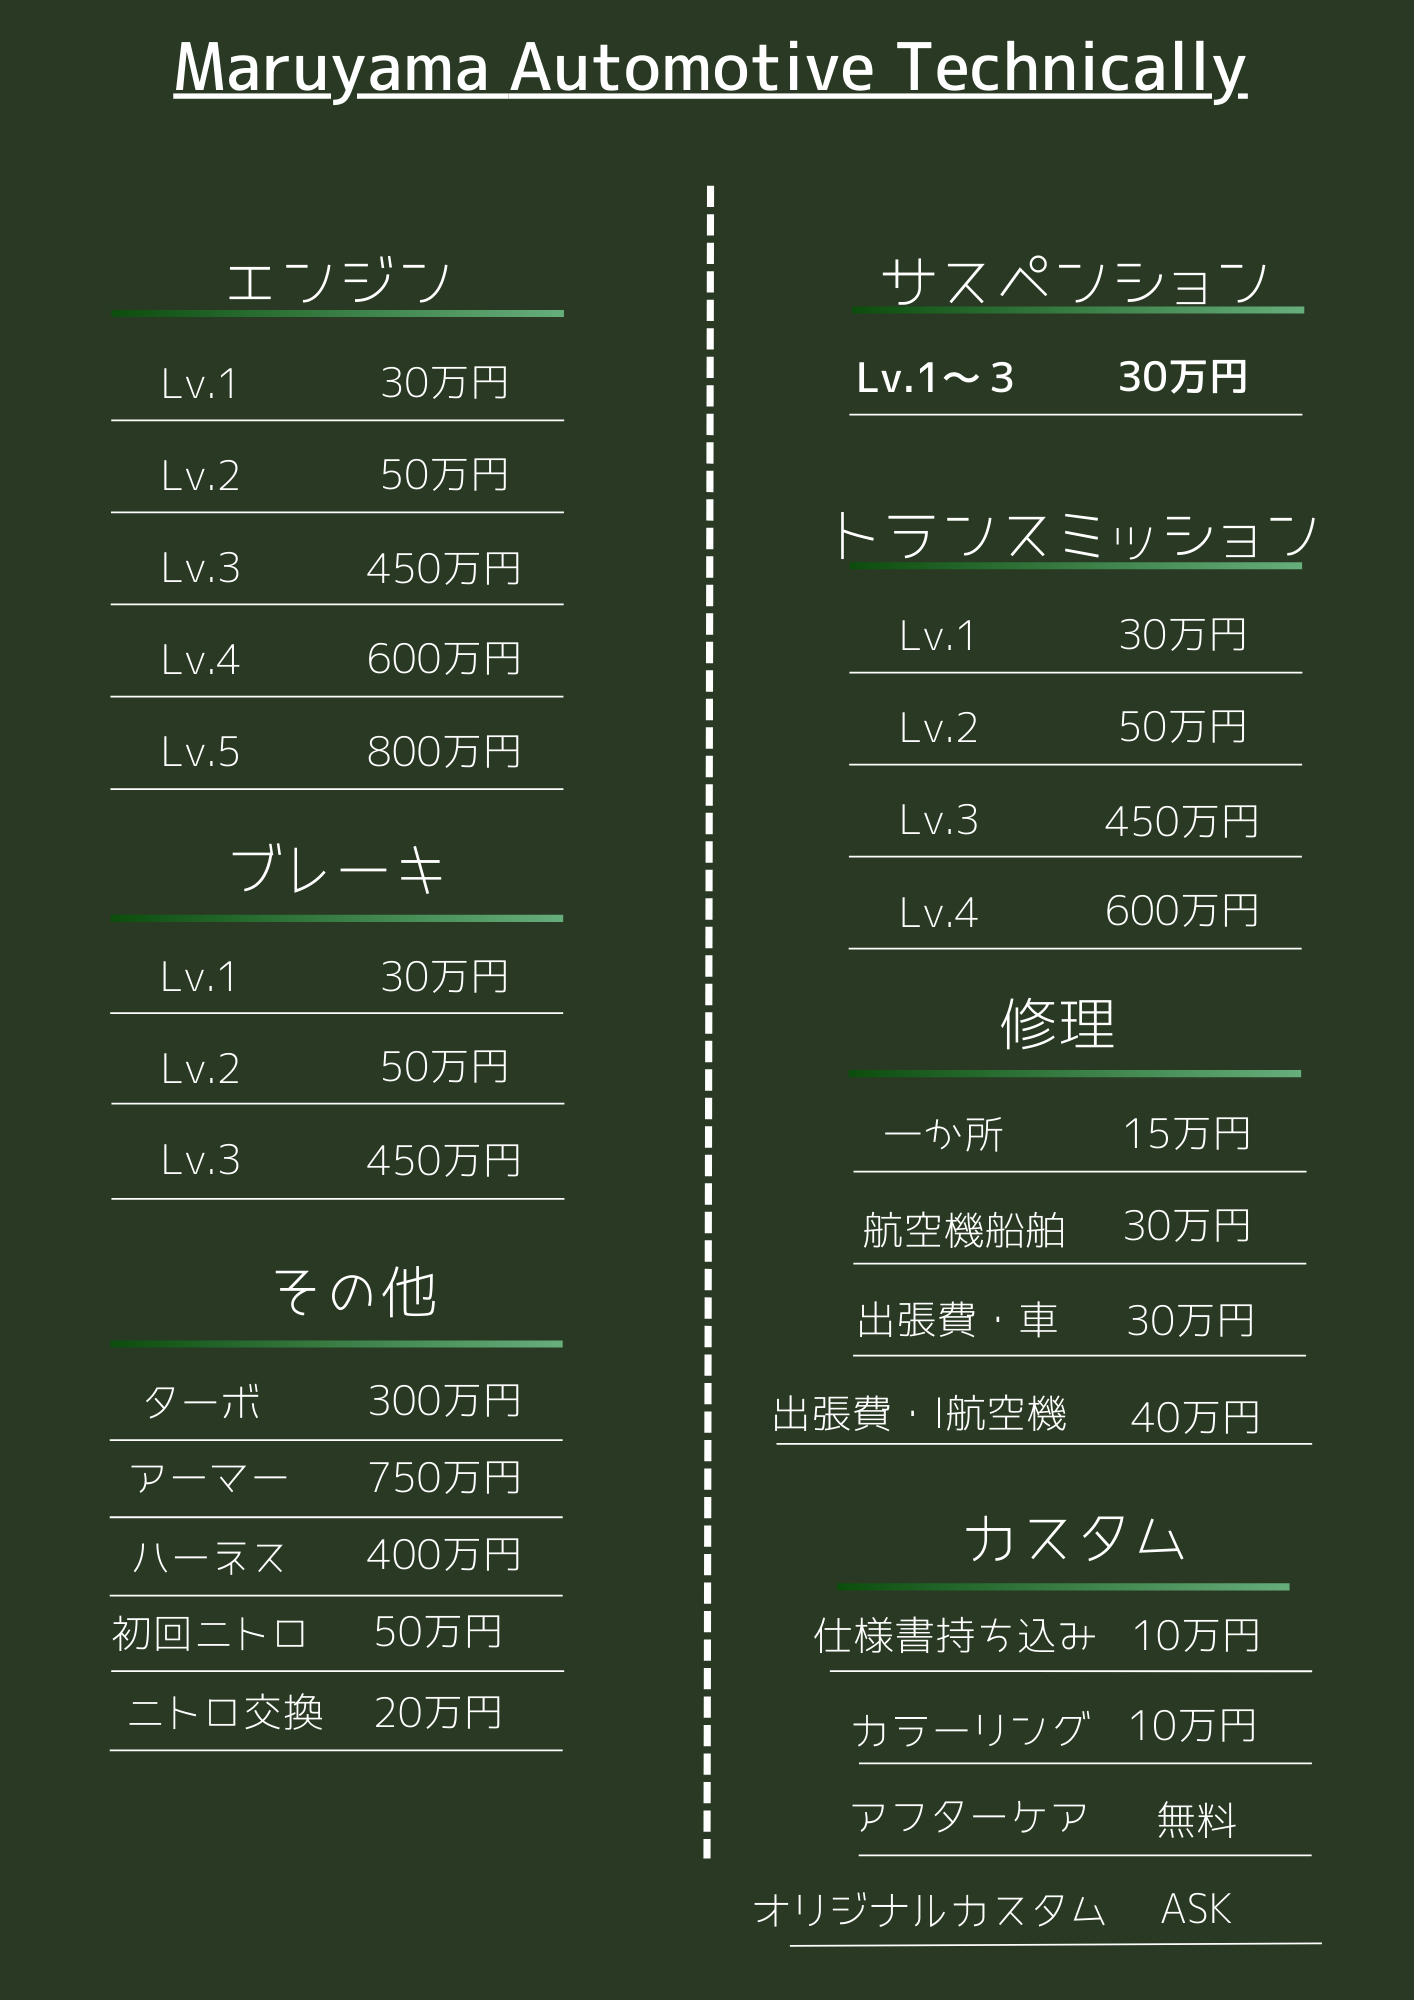 Maruyama Automotive Technically
エンジン
Lv.1 30万円
Lv.2 50万円
Lv.3 450万円
Lv.4 600万円
Lv.5 800万円
ブレーキ
Lv.1 30万円
Lv.2 50万円
Lv.3 450万円
その他
ターボ 300万円
アーマー 750万円
ハーネス 400万円
初回ニトロ 50万円
ニトロ交換 20万円
サスペンション
Lv.1～３ 30万円
トランスミッション
Lv.1 30万円
Lv.2 50万円
Lv.3 450万円
Lv.4 600万円
修理
一か所 15万円
航空機船舶 30万円
出張費・車 30万円
出張費・l航空機 40万円
カスタム
仕様書持ち込み 10万円
カラーリング 10万円
アフターケア 無料
オリジナルカスタム ASK